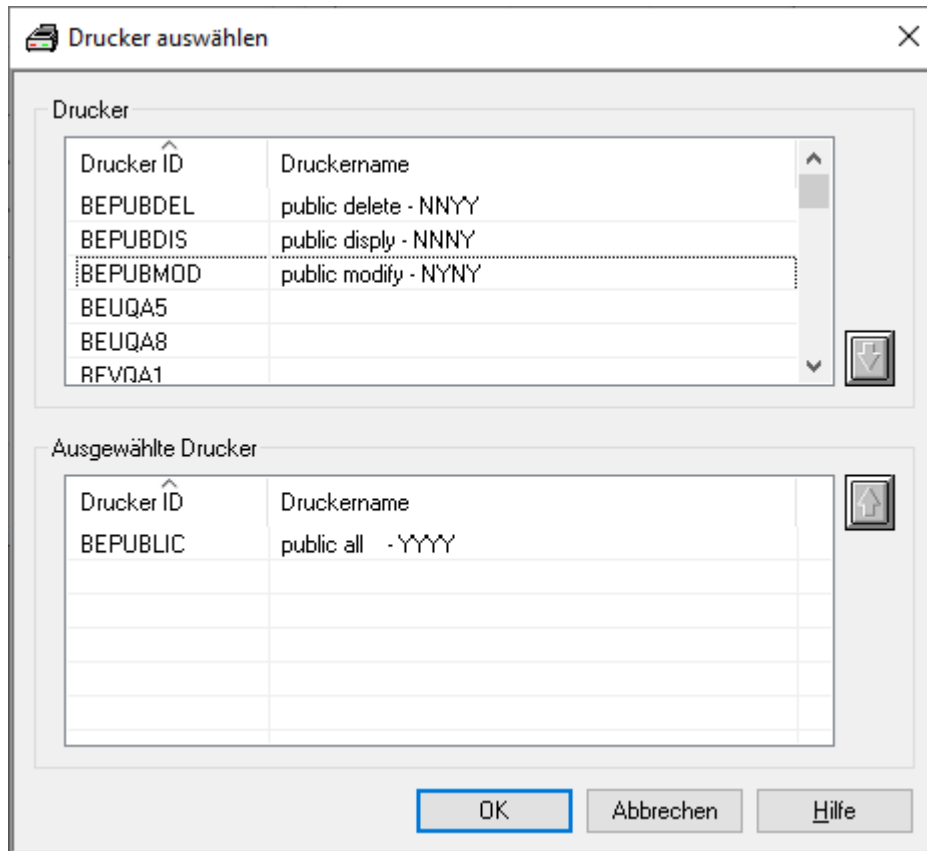 Drucker auswählen
Drucker
Drucker ID Druckername
BEPUBDEL public delete - NNYY
BEPUBDIS public disply - NNNY
BEPUBMOD public modify - NYNY
BEUQA5
BEUQA8
BEVQA1
Ausgewählte Drucker
Drucker ID Druckername
BEPUBLIC public all - YYYY
OK Abbrechen Hilfe